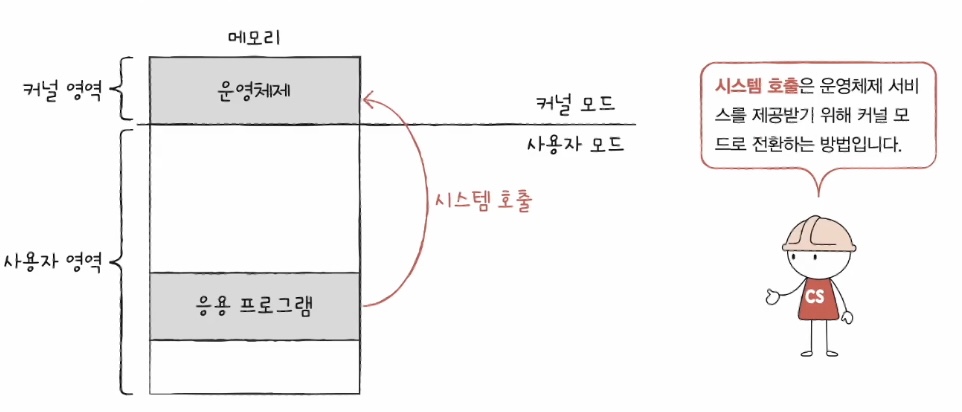 메모리
커널 영역
운영체제
커널 모드
사용자 모드
시스템 호출
사용자 영역
응용 프로그램
시스템 호출은 운영체제 서비
스를 제공받기 위해 커널 모
드로 전환하는 방법입니다.
CS